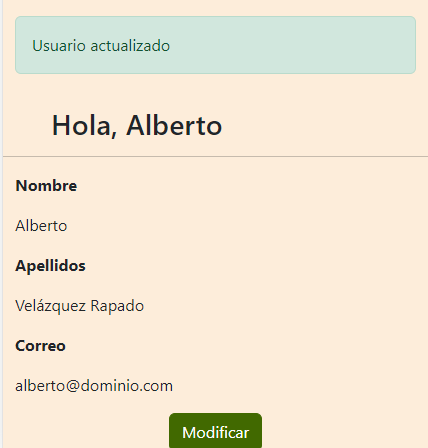 Usuario actualizado
Hola, Alberto
Nombre
Alberto
Apellidos
Velázquez Rapado
Correo
alberto@dominio.com
Modificar